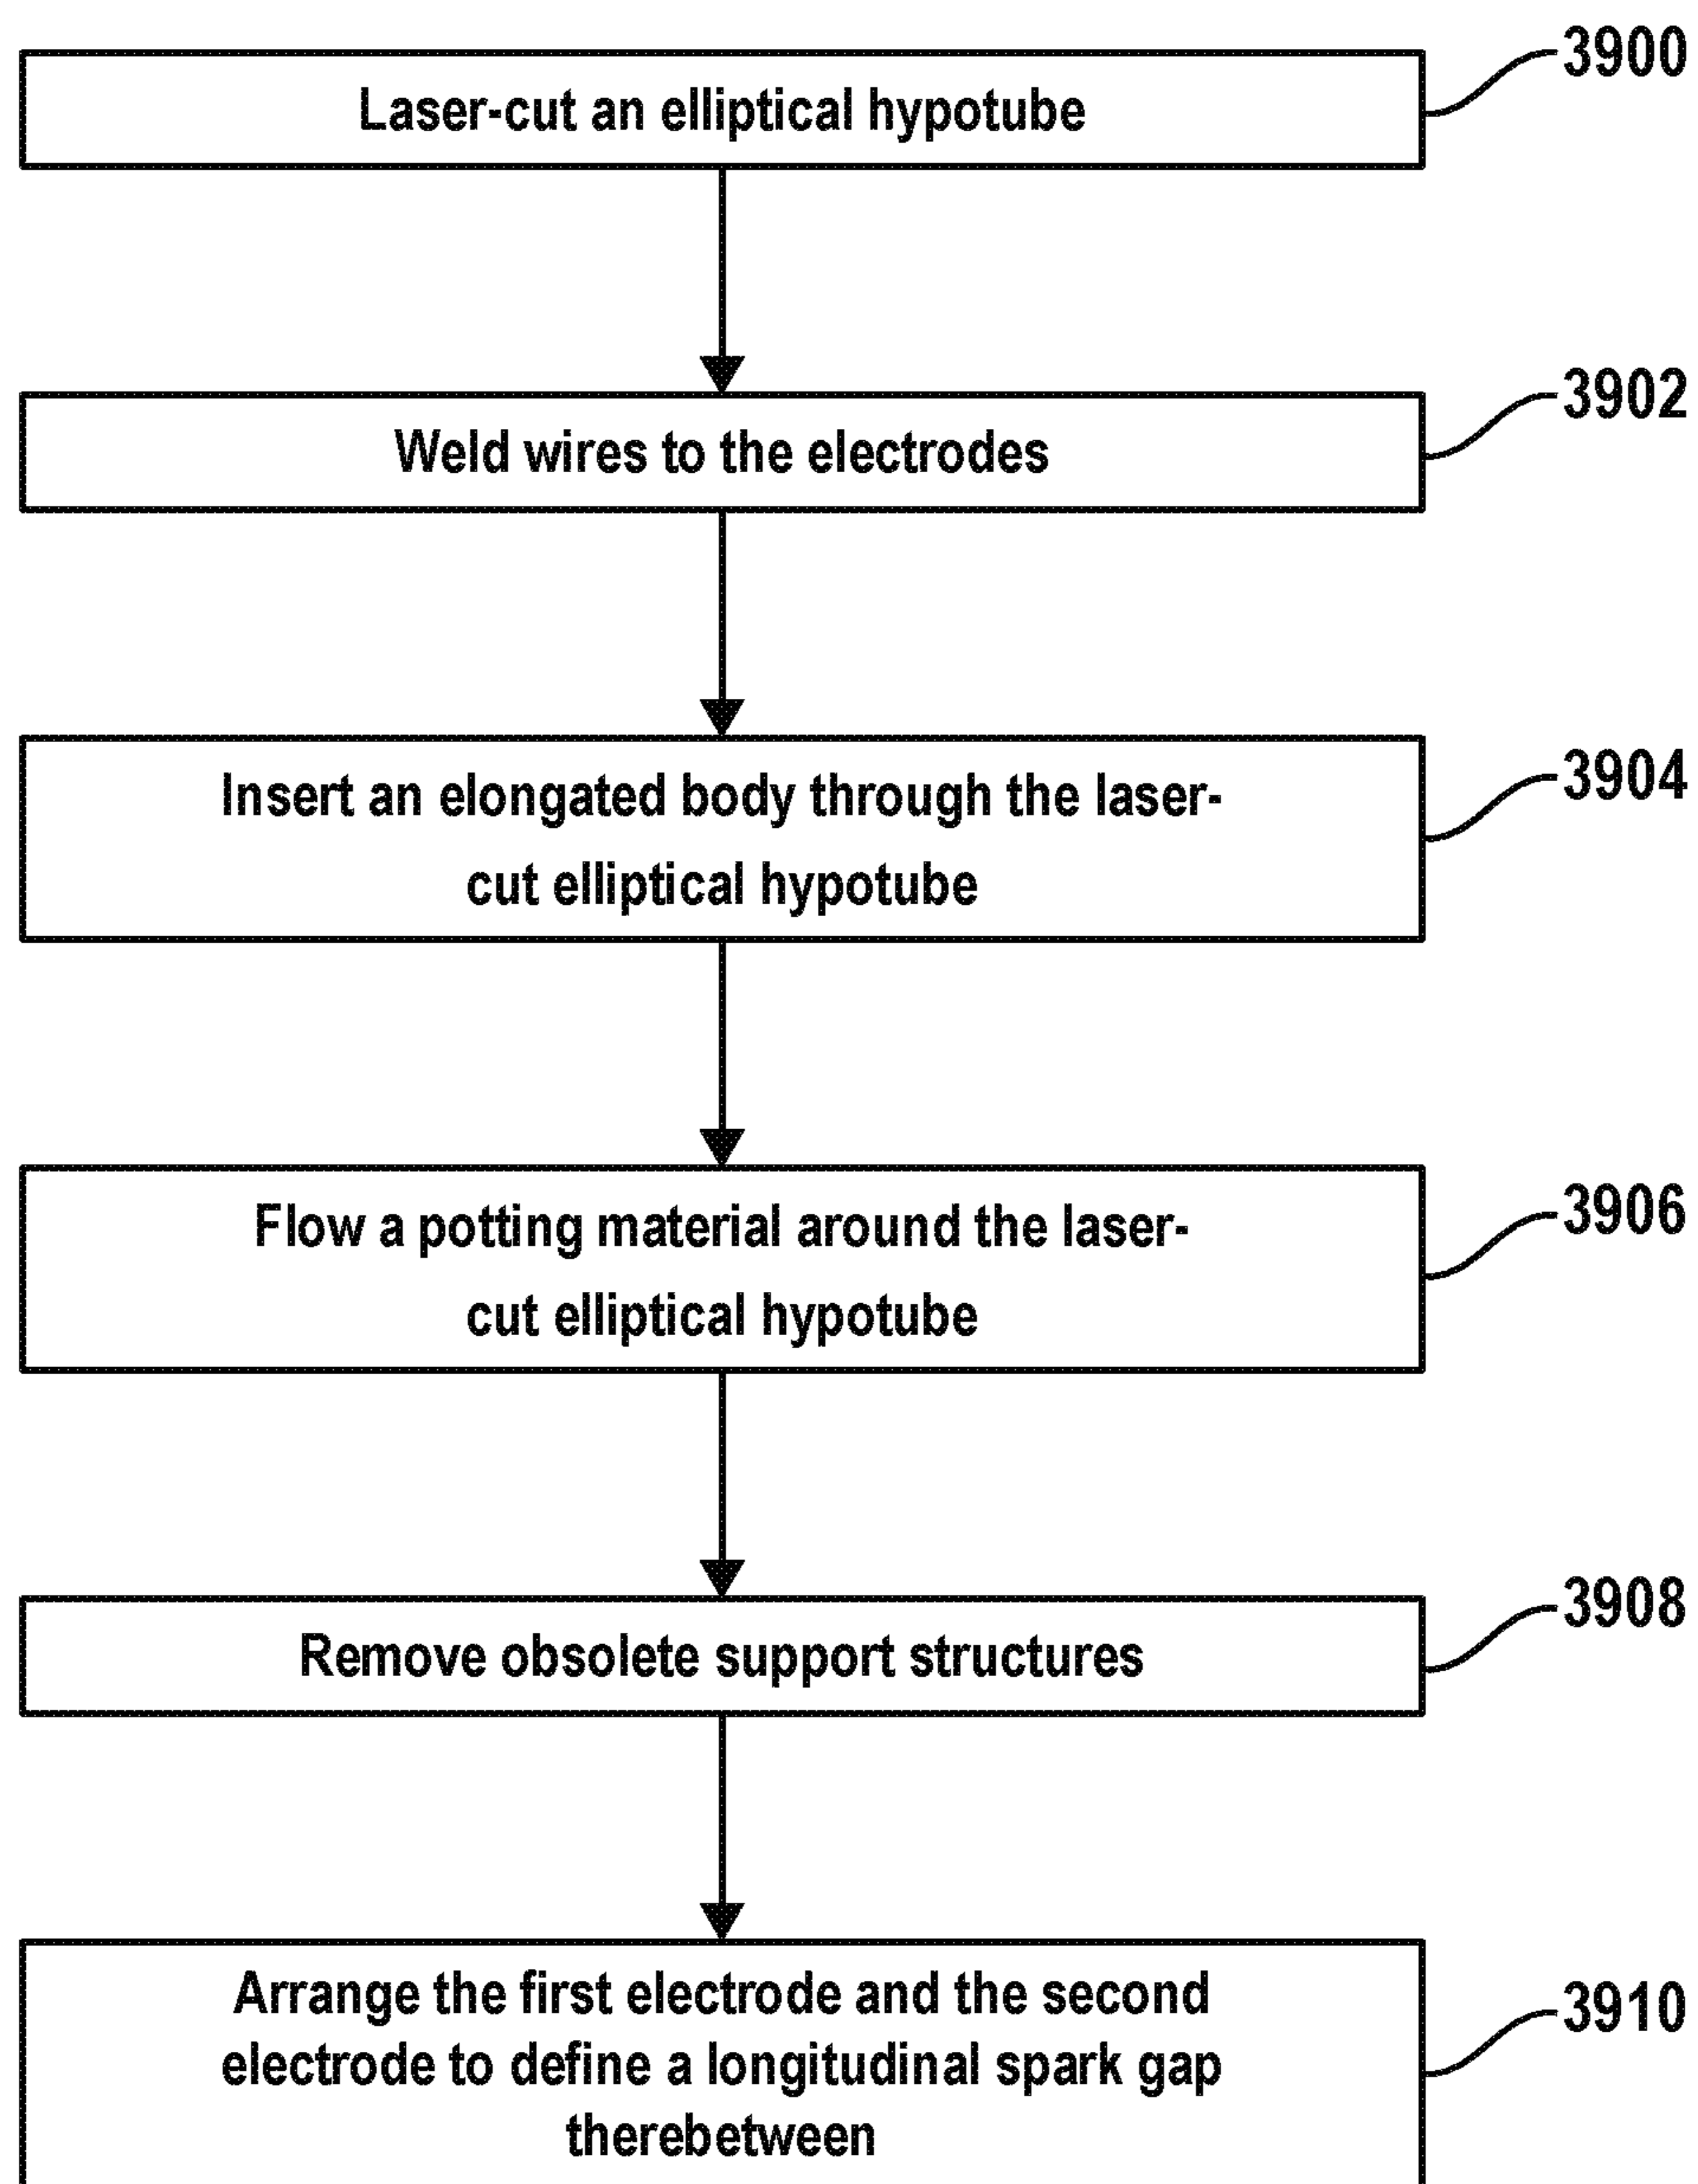 3900
Laser-cut an elliptical hypotube
3902
Weld wires to the electrodes
3904
Insert an elongated body through the laser-
cut elliptical hypotube
3906
Flow a potting material around the laser-
cut elliptical hypotube
3908
Remove obsolete support structures
3910
Arrange the first electrode and the second
electrode to define a longitudinal spark gap
therebetween